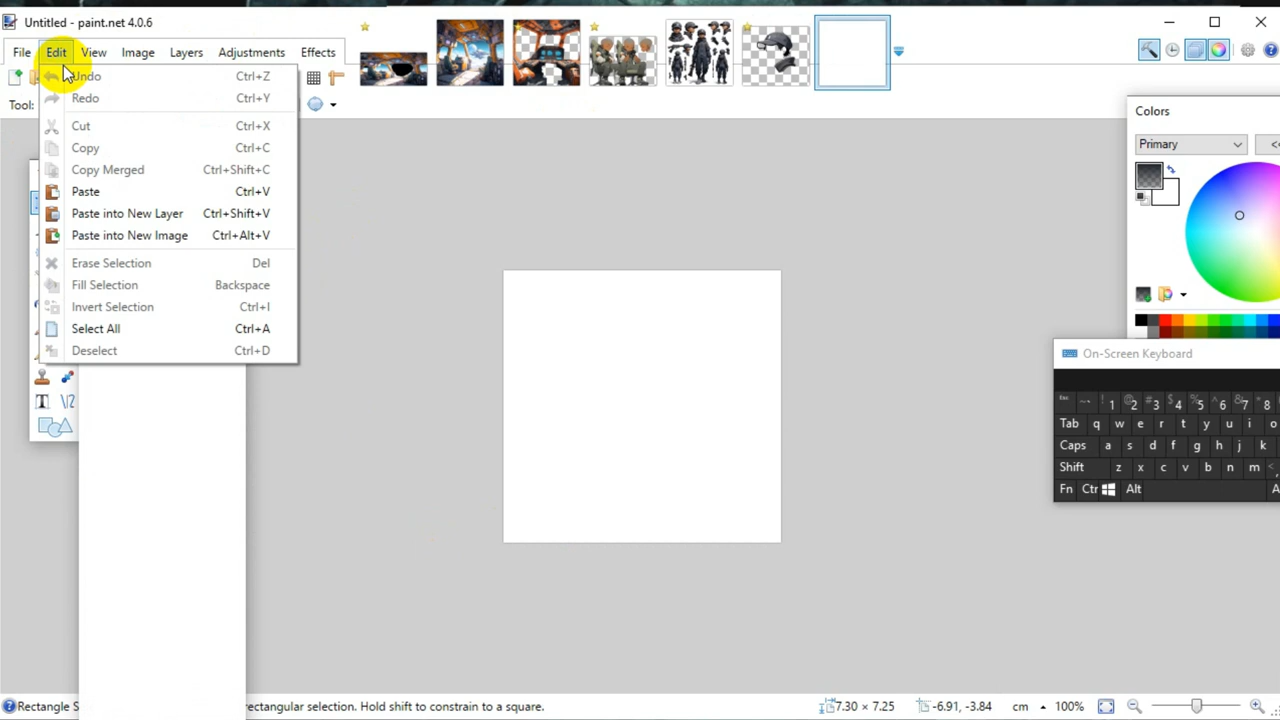 Untitled - paint.net 4.0.6
File Edit View Image Layers Adjustments Effects
Undo Ctrl+Z
Tool:
Redo Ctrl+Y
Cut Ctrl+X
Copy Ctrl+C
Copy Merged Ctrl+Shift+C
Paste Ctrl+V
Paste into New Layer Ctrl+Shift+V
Paste into New Image Ctrl+Alt+V
Erase Selection Del
Fill Selection Backspace
Invert Selection Ctrl+I
Select All Ctrl+A
Deselect Ctrl+D
Colors
Primary
On-Screen Keyboard
Esc ~` !1 @2 #3 $4 %5 ^6 &7 *8
Tab q w e r t y u i o
Caps a s d f g h j k
Shift z x c v b n m
Fn Ctr Alt A
Rectangle S rectangular selection. Hold shift to constrain to a square.
7.30 × 7.25 -6.91, -3.84 cm 100%